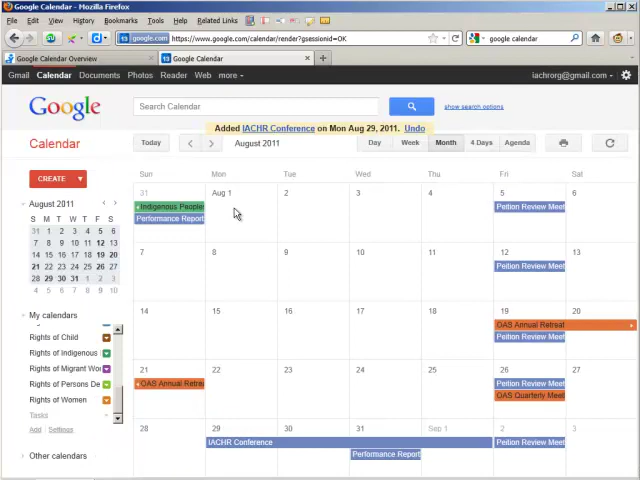 Google Calendar - Mozilla Firefox
File Edit View History Bookmarks Tools Related Links Help
google.com https://www.google.com/calendar/render?gsessionid=OK google calendar
Google Calendar Overview Google Calendar
Gmail Calendar Documents Photos Reader Web more iachrorg@gmail.com
Google Search Calendar show search options
Added IACHR Conference on Mon Aug 29, 2011. Undo
Calendar Today August 2011 Day Week Month 4 Days Agenda
CREATE
Sun Mon Tue Wed Thu Fri Sat
31 Aug 1 2 3 4 5 6
Indigenous People Petition Review Meet
Performance Report
August 2011
S M T W T F S
31 1 2 3 4 5 6
7 8 9 10 11 12 13
14 15 16 17 18 19 20
21 22 23 24 25 26 27
28 29 30 31 1 2 3
4 5 6 7 8 9 10
7 8 9 10 11 12 13
Petition Review Meet
14 15 16 17 18 19 20
OAS Annual Retreat
Petition Review Meet
My calendars
Rights of Child
Rights of Indigenous
Rights of Migrant Wo
Rights of Persons De
Rights of Women
Tasks
Add Settings
Other calendars
21 22 23 24 25 26 27
OAS Annual Retrea Petition Review Meet
OAS Quarterly Meet
28 29 30 31 Sep 1 2 3
IACHR Conference Petition Review Meet
Performance Report